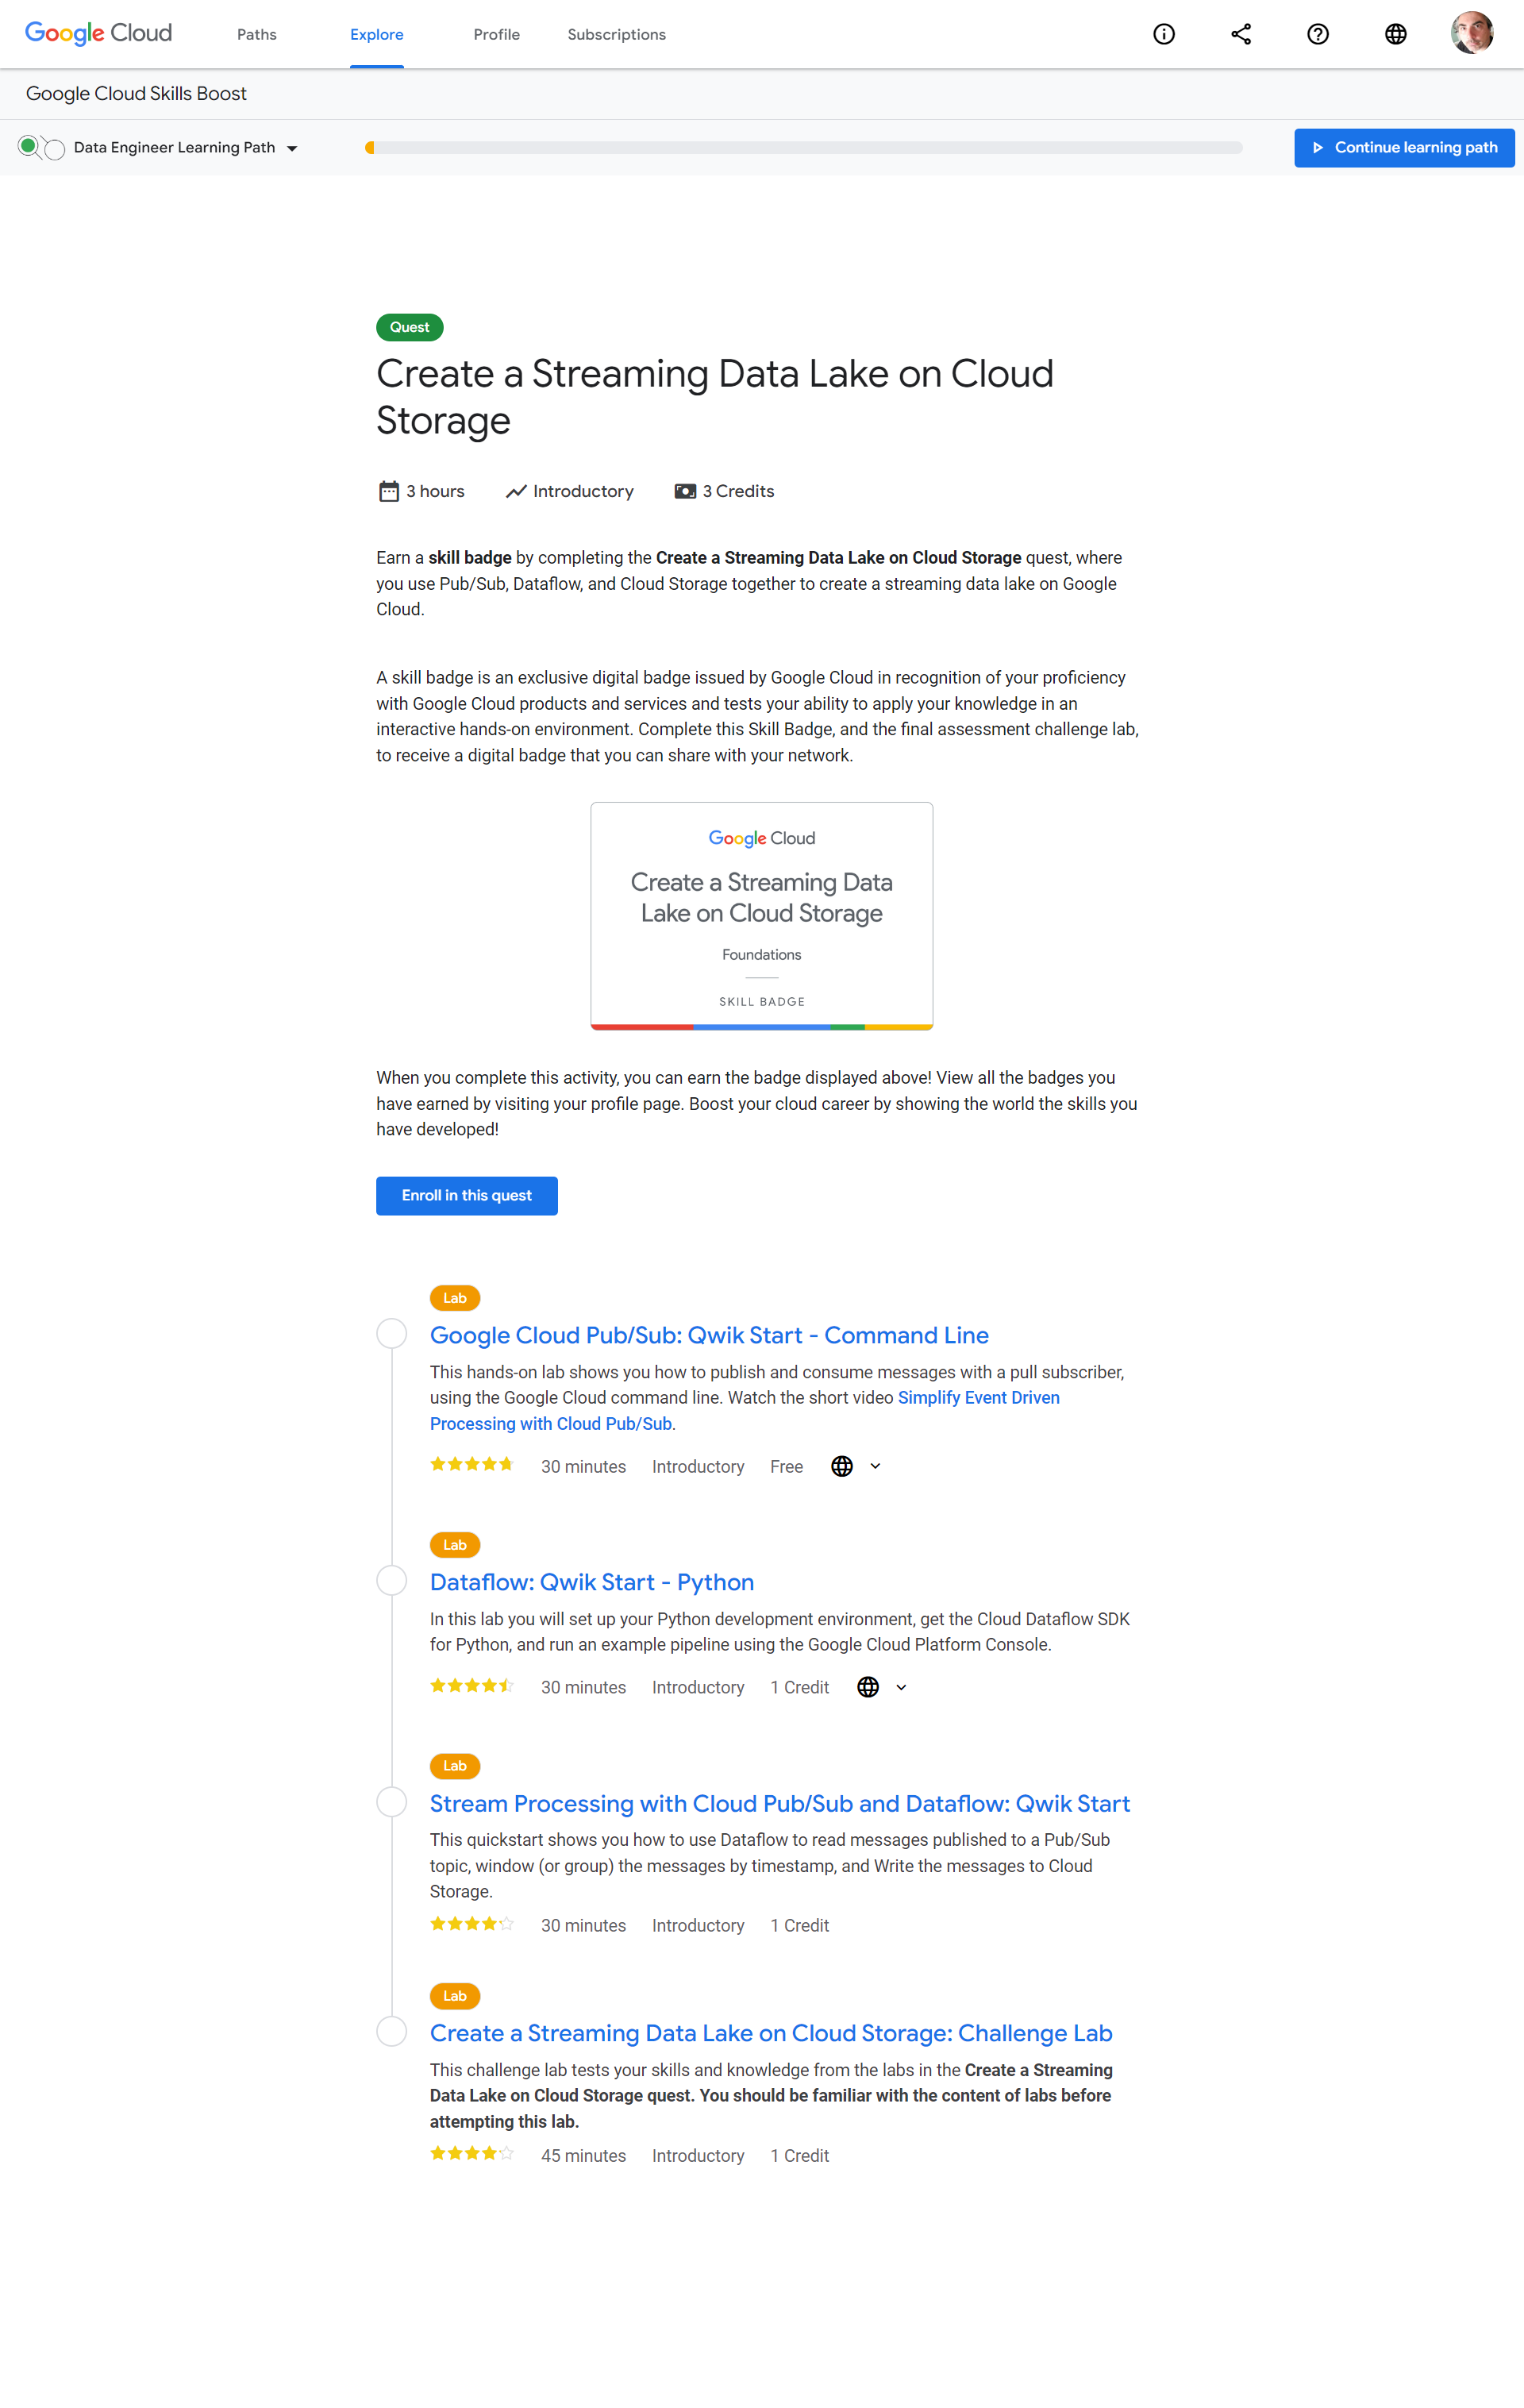 Google Cloud
Paths
Explore
Profile
Subscriptions
Google Cloud Skills Boost
Data Engineer Learning Path
Continue learning path
Quest
Create a Streaming Data Lake on Cloud
Storage
3 hours
Introductory
3 Credits
Earn a skill badge by completing the Create a Streaming Data Lake on Cloud Storage quest, where
you use Pub/Sub, Dataflow, and Cloud Storage together to create a streaming data lake on Google
Cloud.
A skill badge is an exclusive digital badge issued by Google Cloud in recognition of your proficiency
with Google Cloud products and services and tests your ability to apply your knowledge in an
interactive hands-on environment. Complete this Skill Badge, and the final assessment challenge lab,
to receive a digital badge that you can share with your network.
Google Cloud
Create a Streaming Data
Lake on Cloud Storage
Foundations
SKILL BADGE
When you complete this activity, you can earn the badge displayed above! View all the badges you
have earned by visiting your profile page. Boost your cloud career by showing the world the skills you
have developed!
Enroll in this quest
Lab
Google Cloud Pub/Sub: Qwik Start - Command Line
This hands-on lab shows you how to publish and consume messages with a pull subscriber,
using the Google Cloud command line. Watch the short video Simplify Event Driven
Processing with Cloud Pub/Sub.
30 minutes
Introductory
Free
Lab
Dataflow: Qwik Start - Python
In this lab you will set up your Python development environment, get the Cloud Dataflow SDK
for Python, and run an example pipeline using the Google Cloud Platform Console.
30 minutes
Introductory
1 Credit
Lab
Stream Processing with Cloud Pub/Sub and Dataflow: Qwik Start
This quickstart shows you how to use Dataflow to read messages published to a Pub/Sub
topic, window (or group) the messages by timestamp, and Write the messages to Cloud
Storage.
30 minutes
Introductory
1 Credit
Lab
Create a Streaming Data Lake on Cloud Storage: Challenge Lab
This challenge lab tests your skills and knowledge from the labs in the Create a Streaming
Data Lake on Cloud Storage quest. You should be familiar with the content of labs before
attempting this lab.
45 minutes
Introductory
1 Credit